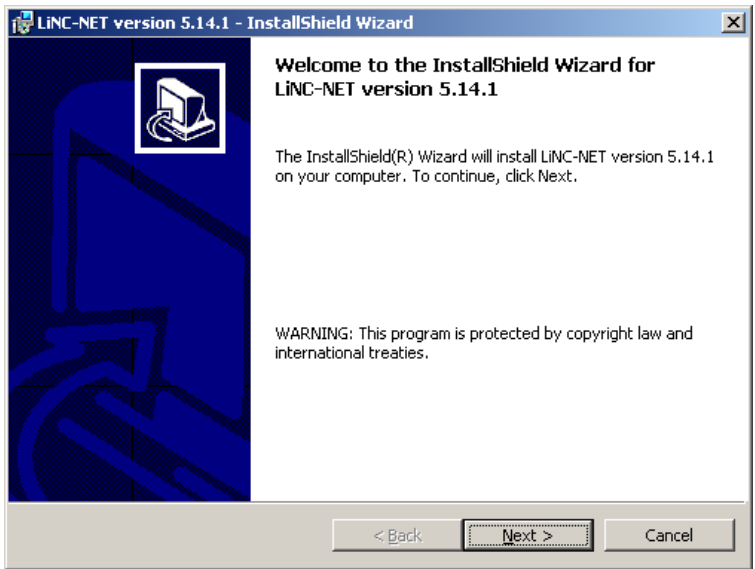 LiNC-NET version 5.14.1 - InstallShield Wizard
Welcome to the InstallShield Wizard for
LiNC-NET version 5.14.1
The InstallShield(R) Wizard will install LiNC-NET version 5.14.1
on your computer. To continue, click Next.
WARNING: This program is protected by copyright law and
international treaties.
< Back
Next >
Cancel